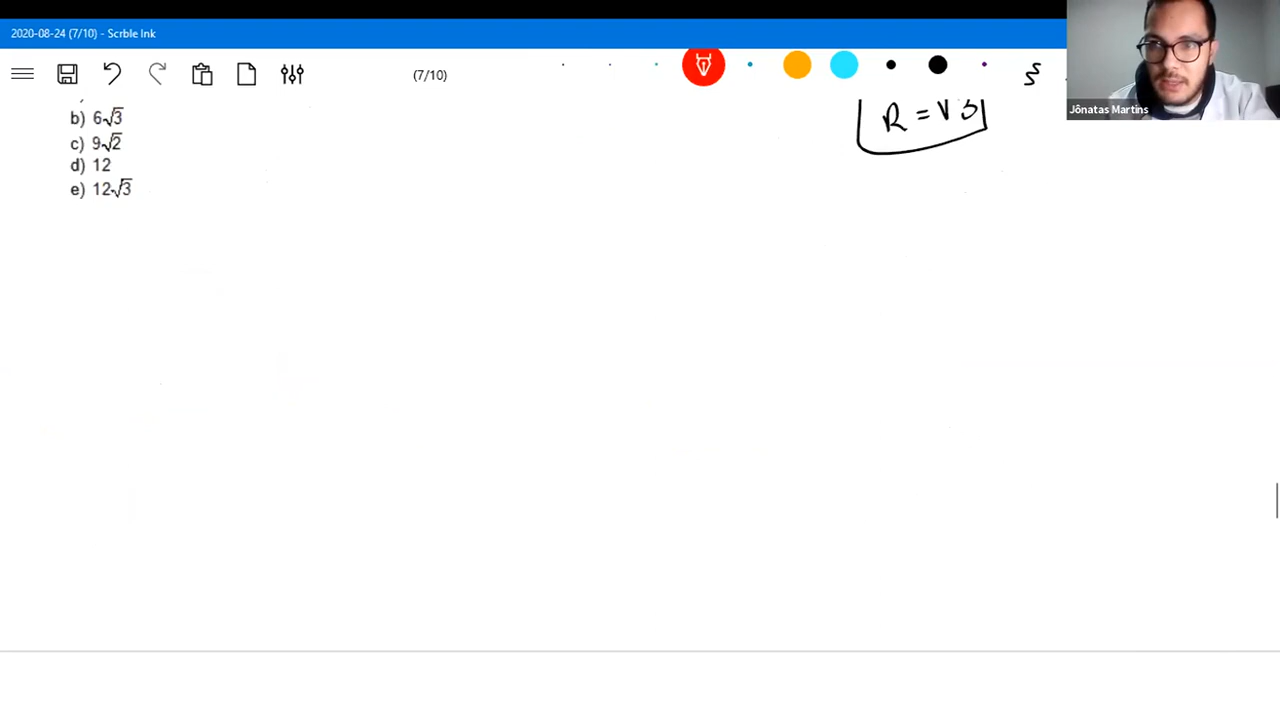 2020-08-24 (7/10) - Scrble Ink
(7/10)
Jônatas Martins
R = √3
b) 6√3
c) 9√2
d) 12
e) 12√3